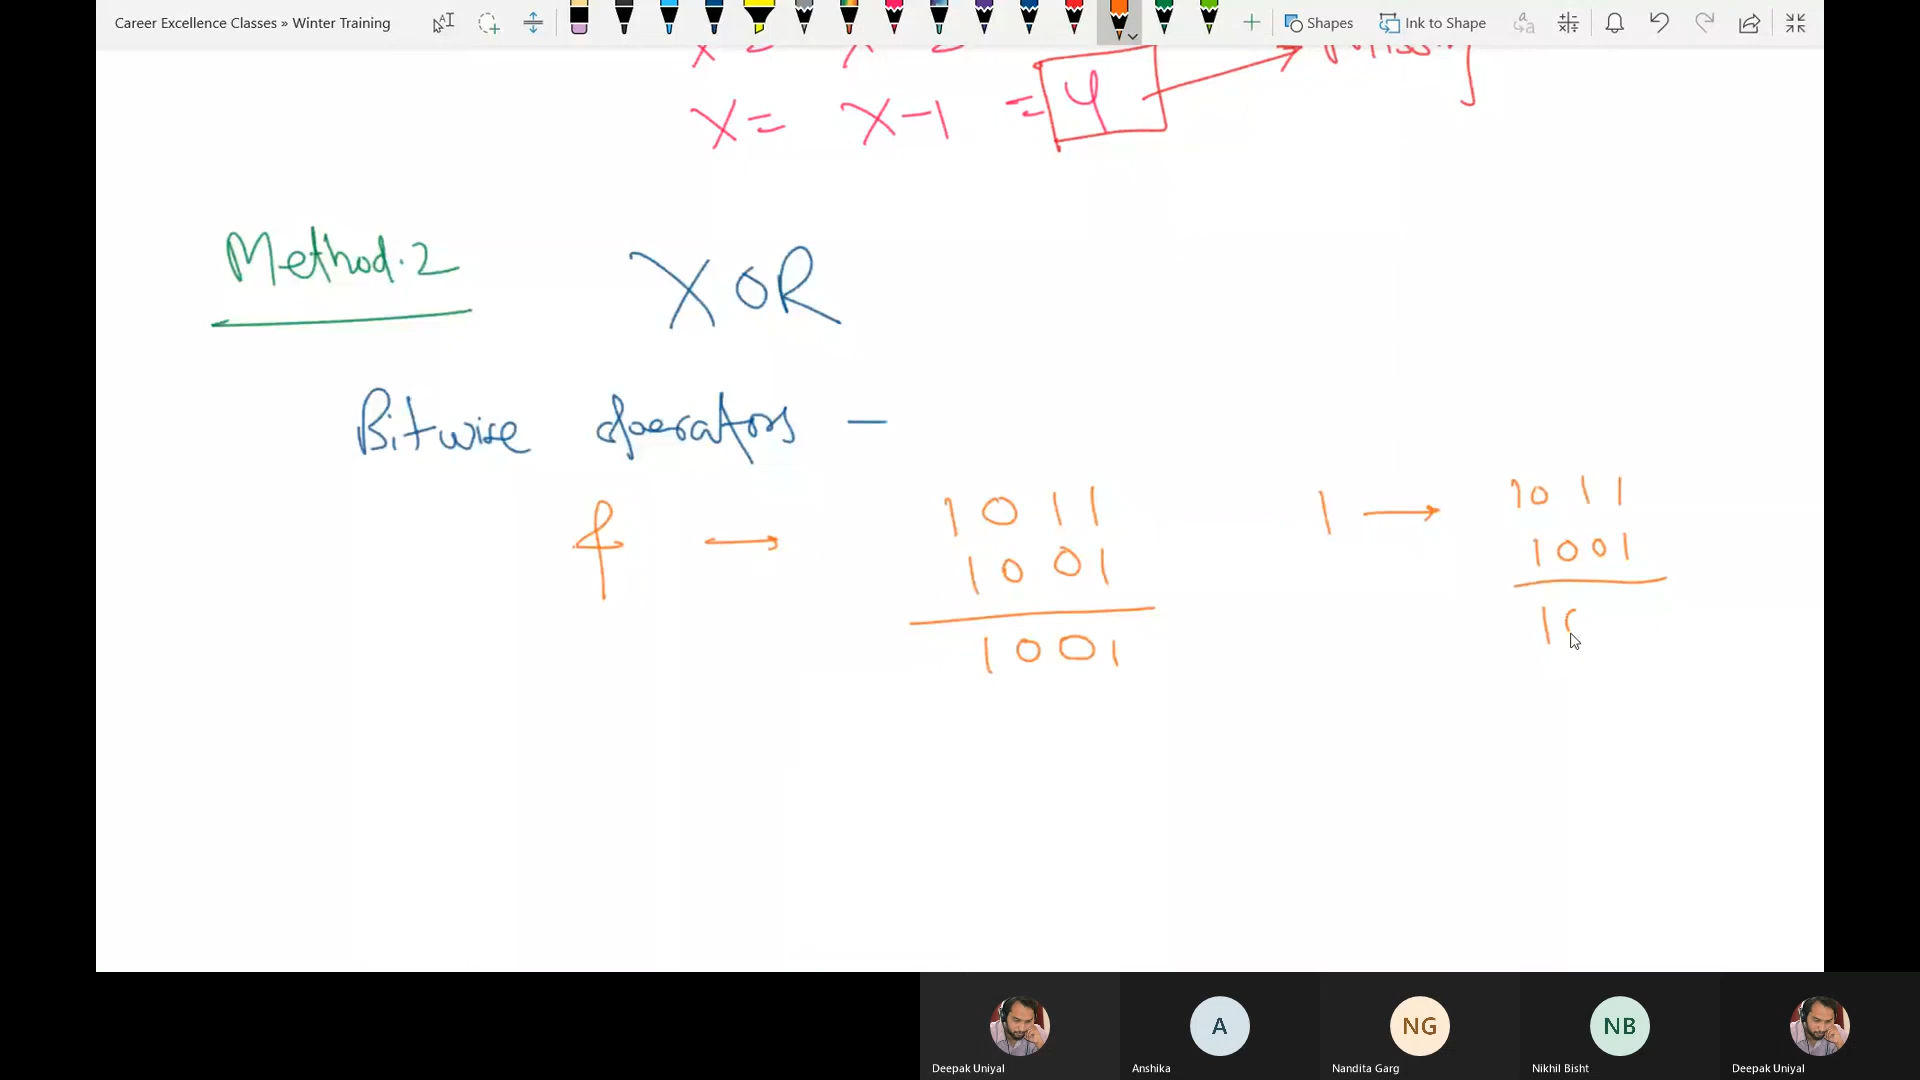 Career Excellence Classes » Winter Training
Shapes
Ink to Shape
X = X-1 = 4
Method.2
XOR
Bitwise operators -
& → 1011
1001
1001
| → 1011
1001
10
A
NG
NB
Deepak Uniyal
Anshika
Nandita Garg
Nikhil Bisht
Deepak Uniyal